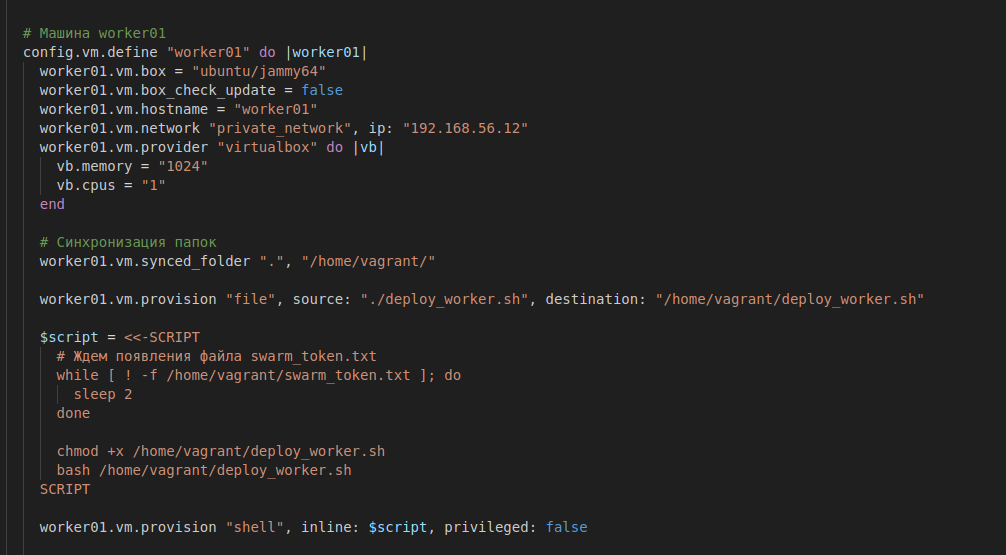 # Машина worker01
config.vm.define "worker01" do |worker01|
worker01.vm.box = "ubuntu/jammy64"
worker01.vm.box_check_update = false
worker01.vm.hostname = "worker01"
worker01.vm.network "private_network", ip: "192.168.56.12"
worker01.vm.provider "virtualbox" do |vb|
vb.memory = "1024"
vb.cpus = "1"
end
# Синхронизация папок
worker01.vm.synced_folder ".", "/home/vagrant/"
worker01.vm.provision "file", source: "./deploy_worker.sh", destination: "/home/vagrant/deploy_worker.sh"
$script = <<-SCRIPT
# Ждем появления файла swarm_token.txt
while [ ! -f /home/vagrant/swarm_token.txt ]; do
sleep 2
done
chmod +x /home/vagrant/deploy_worker.sh
bash /home/vagrant/deploy_worker.sh
SCRIPT
worker01.vm.provision "shell", inline: $script, privileged: false